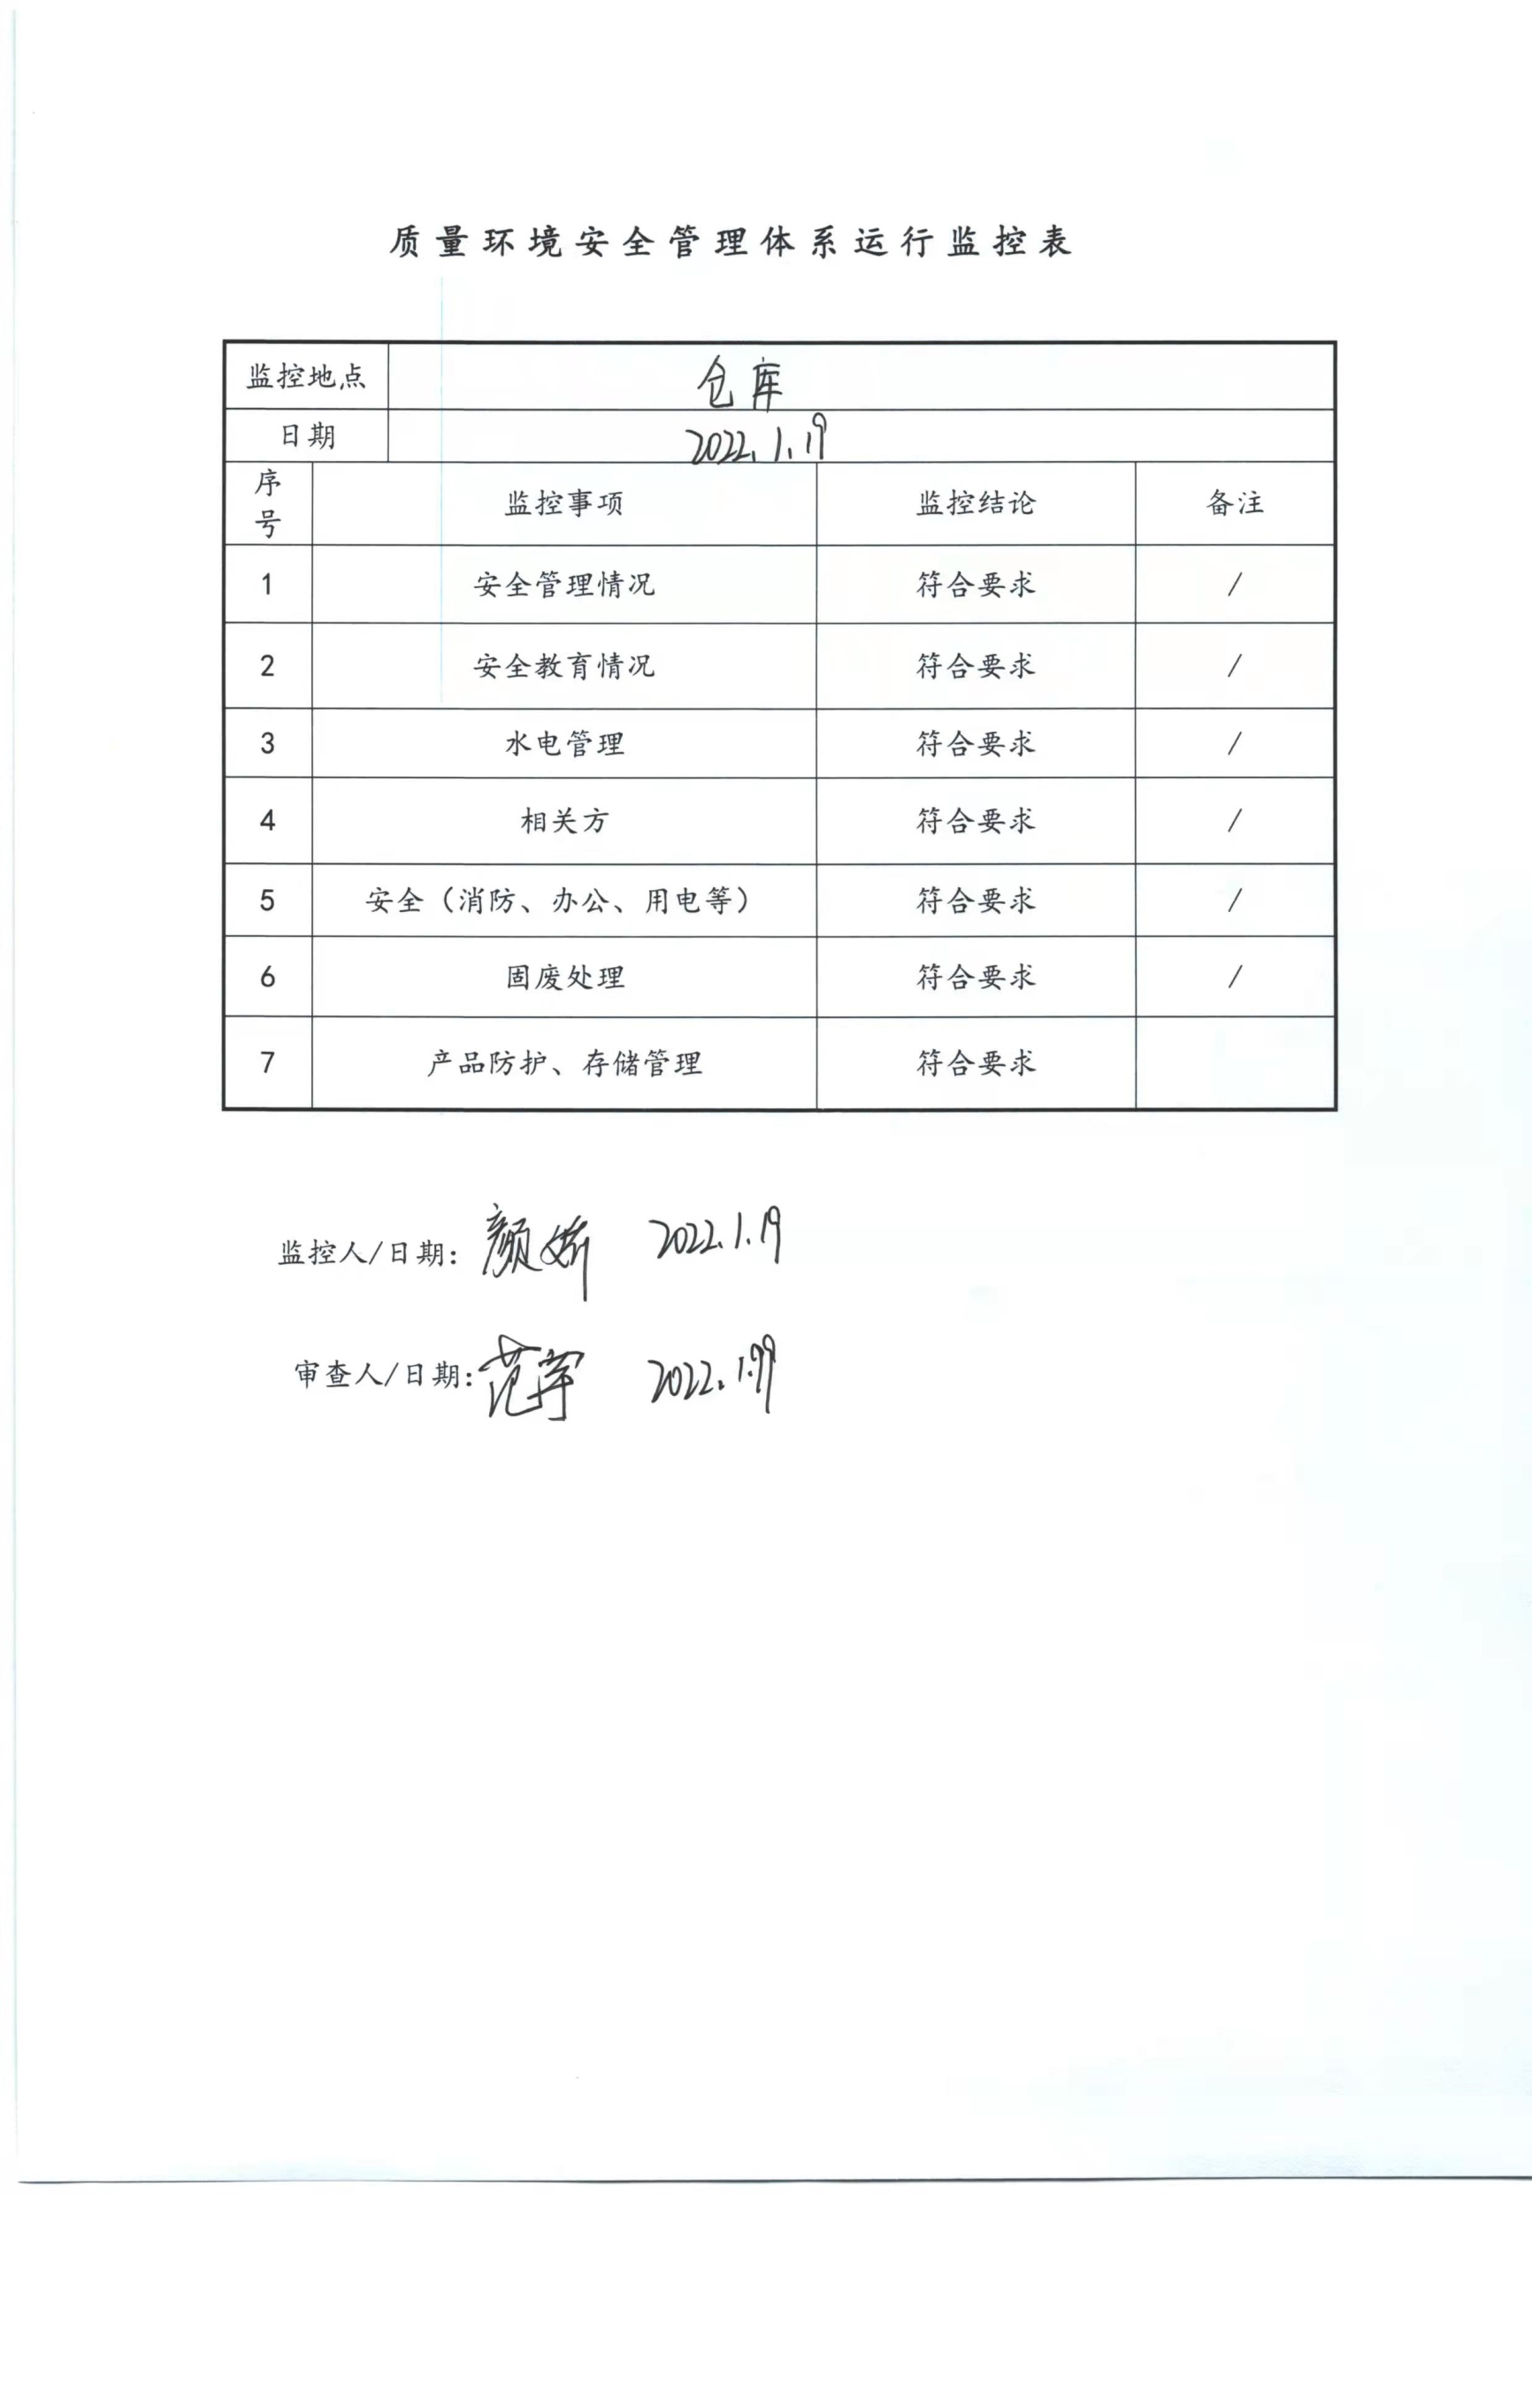 质量环境安全管理体系运行监控表
监控地点 仓库
日期 2022.1.19
序号 监控事项 监控结论 备注
1 安全管理情况 符合要求 /
2 安全教育情况 符合要求 /
3 水电管理 符合要求 /
4 相关方 符合要求 /
5 安全（消防、办公、用电等） 符合要求 /
6 固废处理 符合要求 /
7 产品防护、存储管理 符合要求
监控人/日期： 颜娇 2022.1.19
审查人/日期： 范宇 2022.1.19